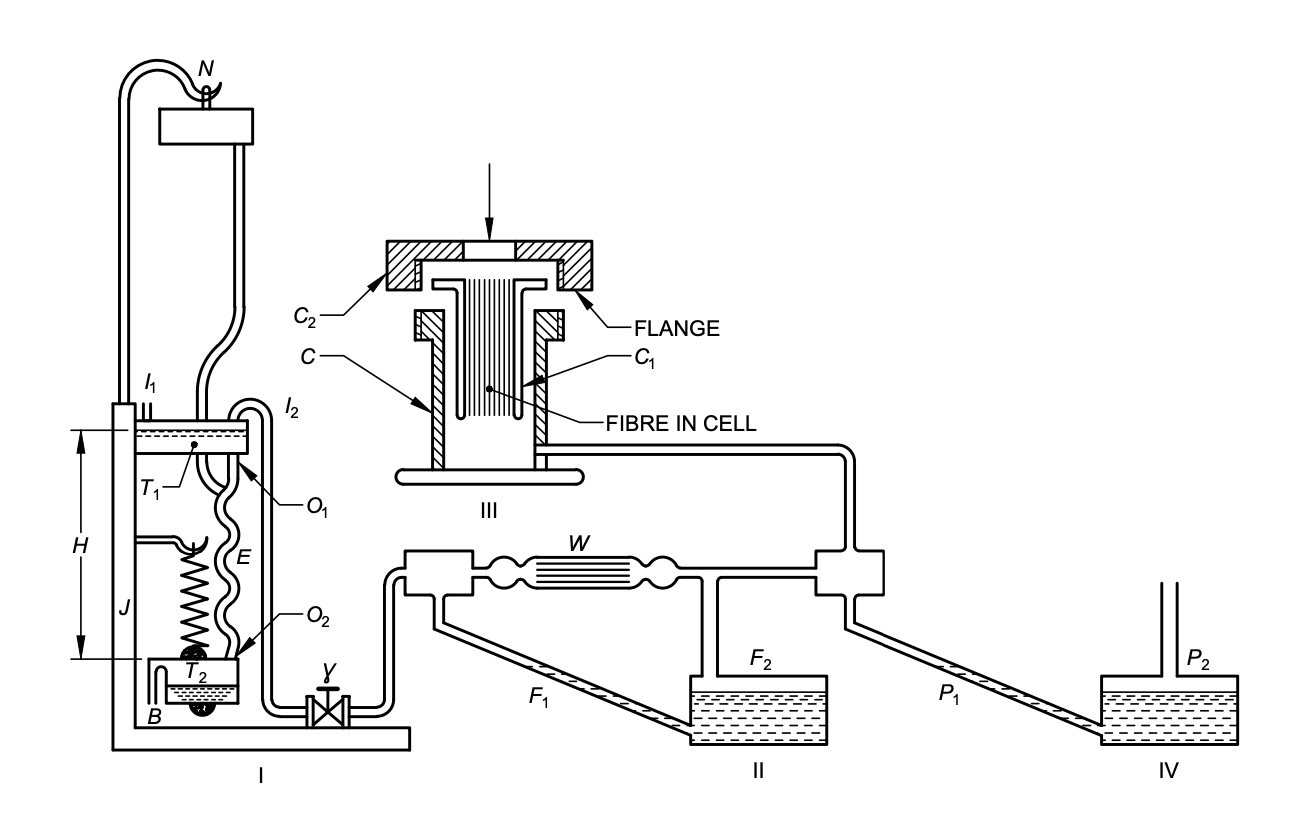 N
C₂
FLANGE
C
C₁
I₁
I₂
FIBRE IN CELL
T₁
O₁
III
H
E
W
J
O₂
T₂
γ
F₂
P₂
F₁
P₁
B
I
II
IV